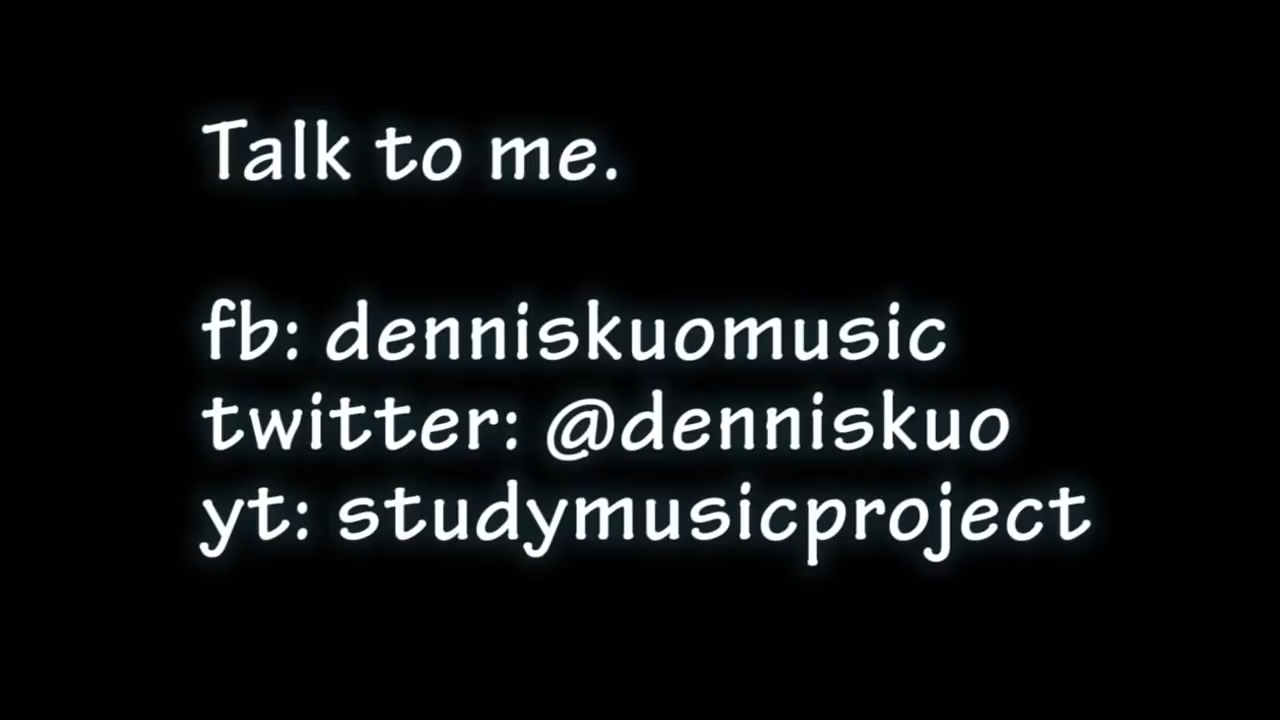 Talk to me.
fb: denniskuomusic
twitter: @denniskuo
yt: studymusicproject